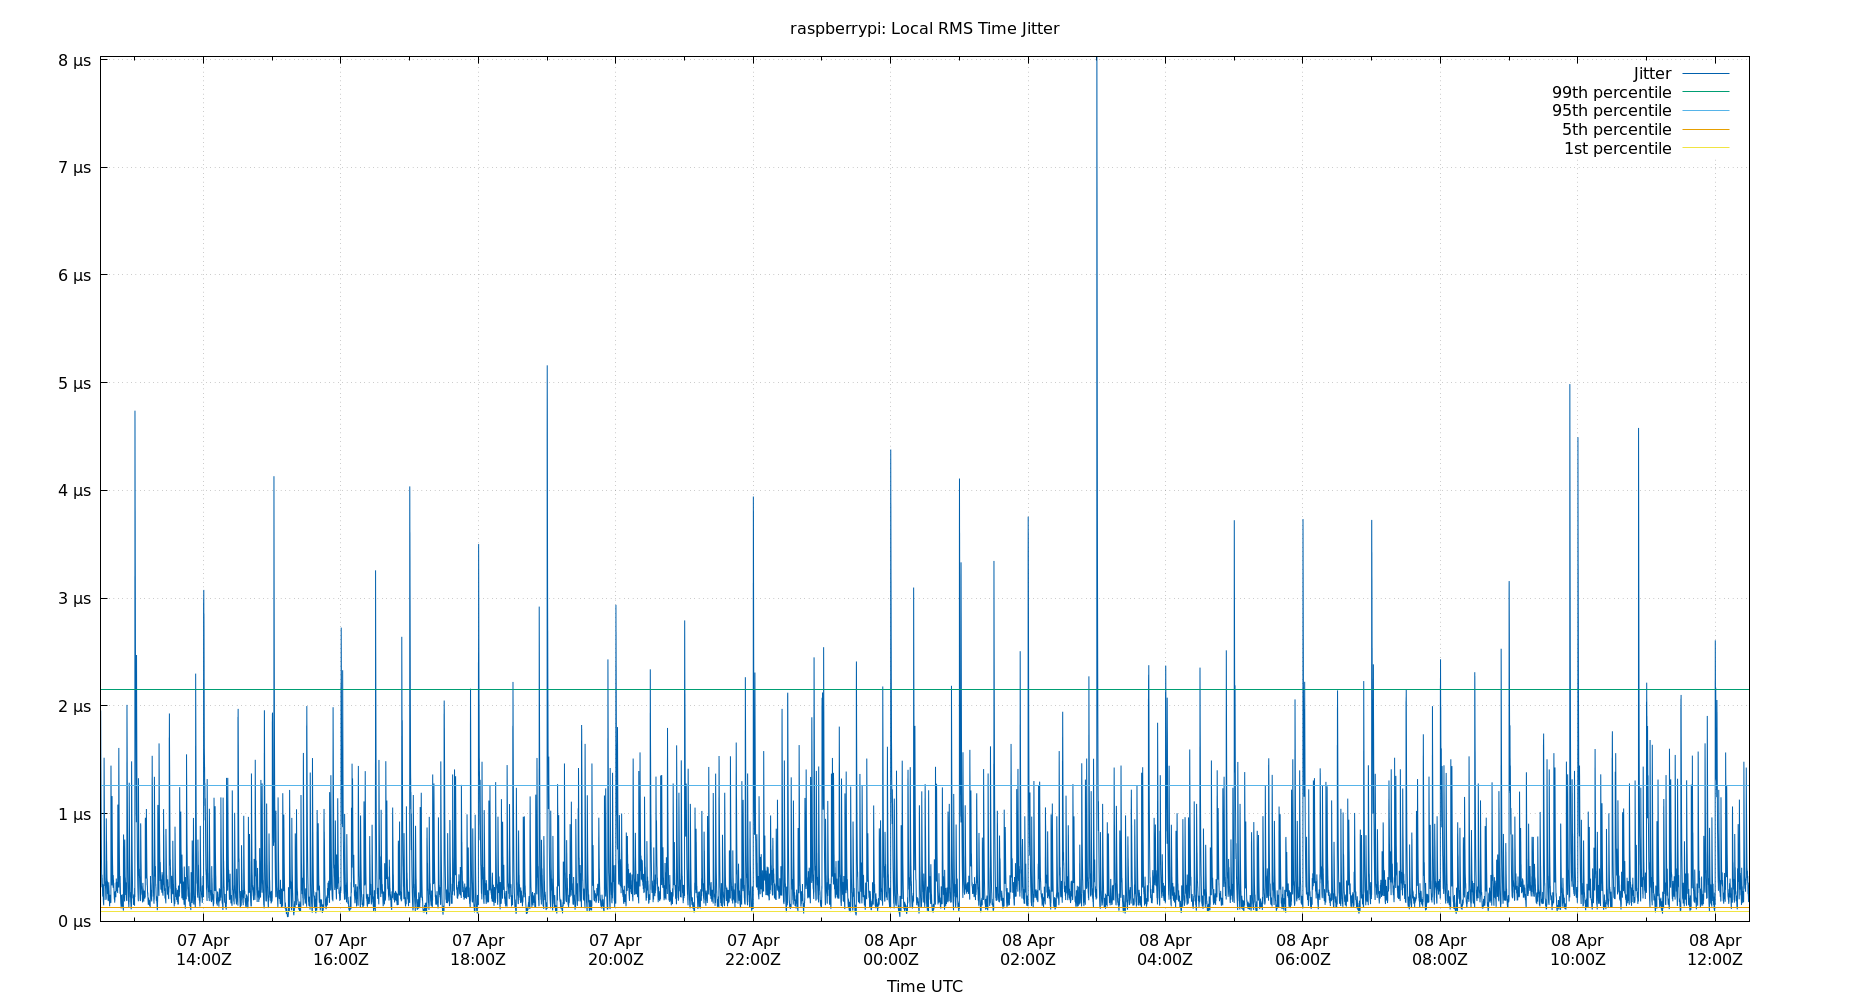 raspberrypi: Local RMS Time Jitter
8 µs
7 µs
6 µs
5 µs
4 µs
3 µs
2 µs
1 µs
0 µs
Jitter
99th percentile
95th percentile
5th percentile
1st percentile
07 Apr 07 Apr 07 Apr 07 Apr 07 Apr 08 Apr 08 Apr 08 Apr 08 Apr 08 Apr 08 Apr 08 Apr
14:00Z 16:00Z 18:00Z 20:00Z 22:00Z 00:00Z 02:00Z 04:00Z 06:00Z 08:00Z 10:00Z 12:00Z
Time UTC